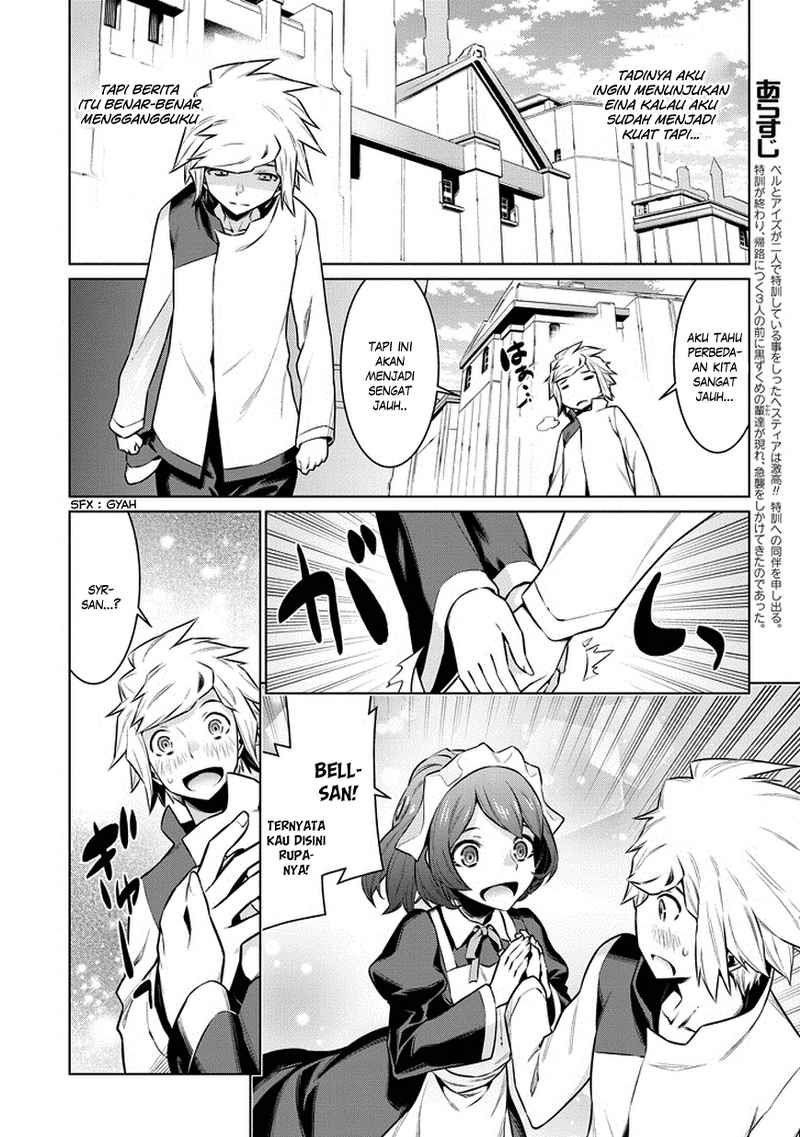 あらすじ
ベルとアイズが二人で特訓している事をしったヘスティアは激高!! 特訓への同伴を申し出る。
特訓が終わり、帰路につく3人の前に黒ずくめの輩達が現れ、急襲をしかけてきたのであった。
TADINYA AKU
INGIN MENUNJUKAN
EINA KALAU AKU
SUDAH MENJADI
KUAT TAPI...
TAPI BERITA
ITU BENAR-BENAR
MENGGANGGUKU
AKU TAHU
PERBEDA-
AN KITA
SANGAT
JAUH...
はぁ…
TAPI INI
AKAN
MENJADI
SENGAT
JAUH..
SFX : GYAH
がしっ
SYR-
SAN...?
ぎゅー
BELL-
SAN!
TERNYATA
KAU DISINI
RUPA-
NYA!